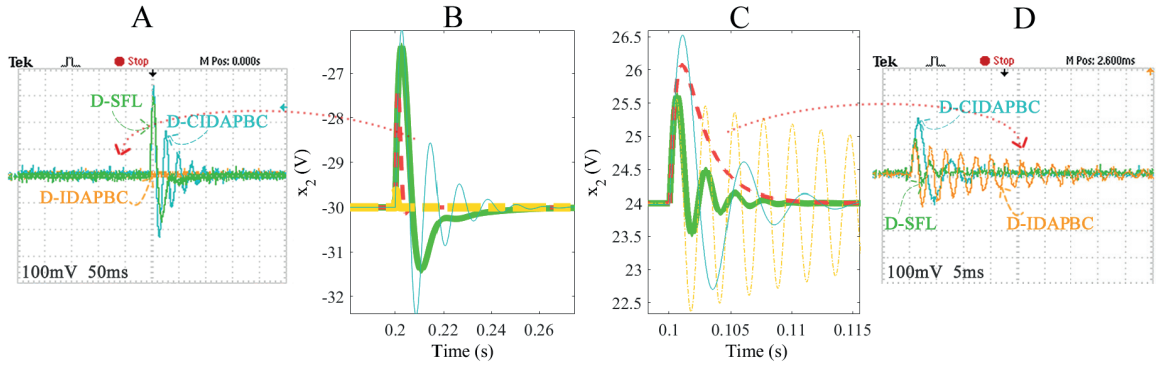 A
B
C
D
Tek
Stop
M Pos: 0.000s
D-SFL
D-CIDAPBC
D-IDAPBC
100mV 50ms
x2 (V)
-27
-28
-29
-30
-31
-32
0.2
0.22
0.24
0.26
Time (s)
x2 (V)
26.5
26
25.5
25
24.5
24
23.5
23
22.5
0.1
0.105
0.11
0.115
Time (s)
Tek
Stop
M Pos: 2.600ms
D-CIDAPBC
D-SFL
D-IDAPBC
100mV 5ms